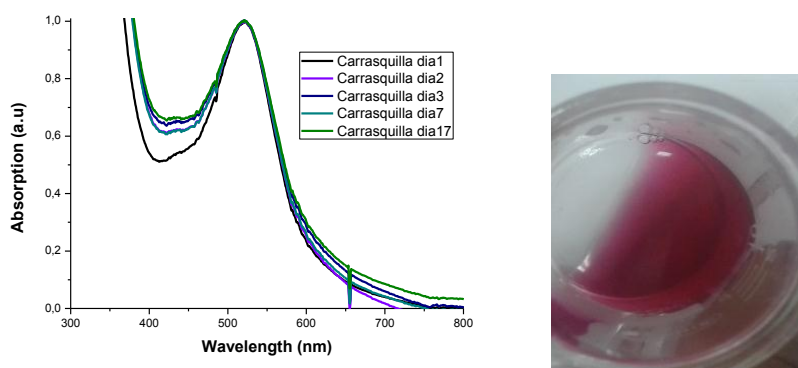 1,0
0,8
0,6
0,4
0,2
0,0
Absorption (a.u)
Carrasquilla dia1
Carrasquilla dia2
Carrasquilla dia3
Carrasquilla dia7
Carrasquilla dia17
300 400 500 600 700 800
Wavelength (nm)